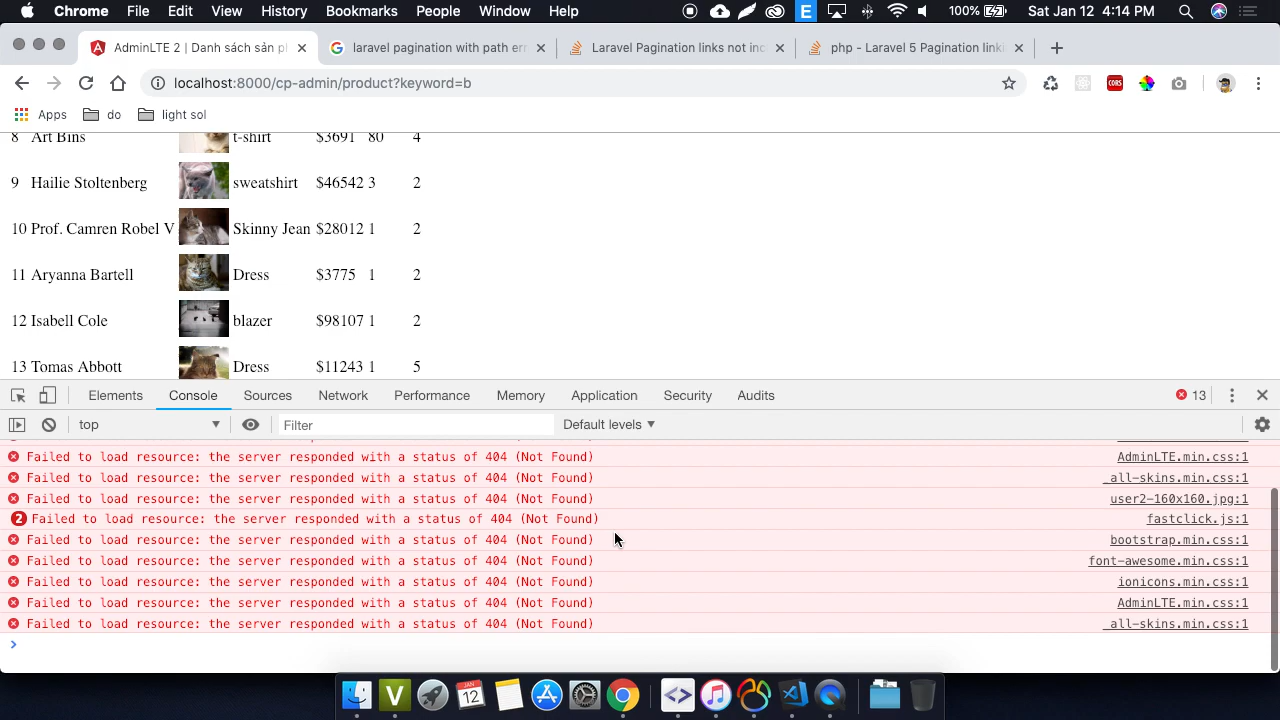 Chrome File Edit View History Bookmarks People Window Help 100% Sat Jan 12 4:14 PM
AdminLTE 2 | Danh sách sản p laravel pagination with path err Laravel Pagination links not inc php - Laravel 5 Pagination linki
localhost:8000/cp-admin/product?keyword=b CORS
Apps do light sol
8 Art Bins t-shirt $3691 80 4
9 Hailie Stoltenberg sweatshirt $46542 3 2
10 Prof. Camren Robel V Skinny Jean $28012 1 2
11 Aryanna Bartell Dress $3775 1 2
12 Isabell Cole blazer $98107 1 2
13 Tomas Abbott Dress $11243 1 5
Elements Console Sources Network Performance Memory Application Security Audits 13
top Filter Default levels
Failed to load resource: the server responded with a status of 404 (Not Found) AdminLTE.min.css:1
Failed to load resource: the server responded with a status of 404 (Not Found) _all-skins.min.css:1
Failed to load resource: the server responded with a status of 404 (Not Found) user2-160x160.jpg:1
2 Failed to load resource: the server responded with a status of 404 (Not Found) fastclick.js:1
Failed to load resource: the server responded with a status of 404 (Not Found) bootstrap.min.css:1
Failed to load resource: the server responded with a status of 404 (Not Found) font-awesome.min.css:1
Failed to load resource: the server responded with a status of 404 (Not Found) ionicons.min.css:1
Failed to load resource: the server responded with a status of 404 (Not Found) AdminLTE.min.css:1
Failed to load resource: the server responded with a status of 404 (Not Found) _all-skins.min.css:1
JAN
12